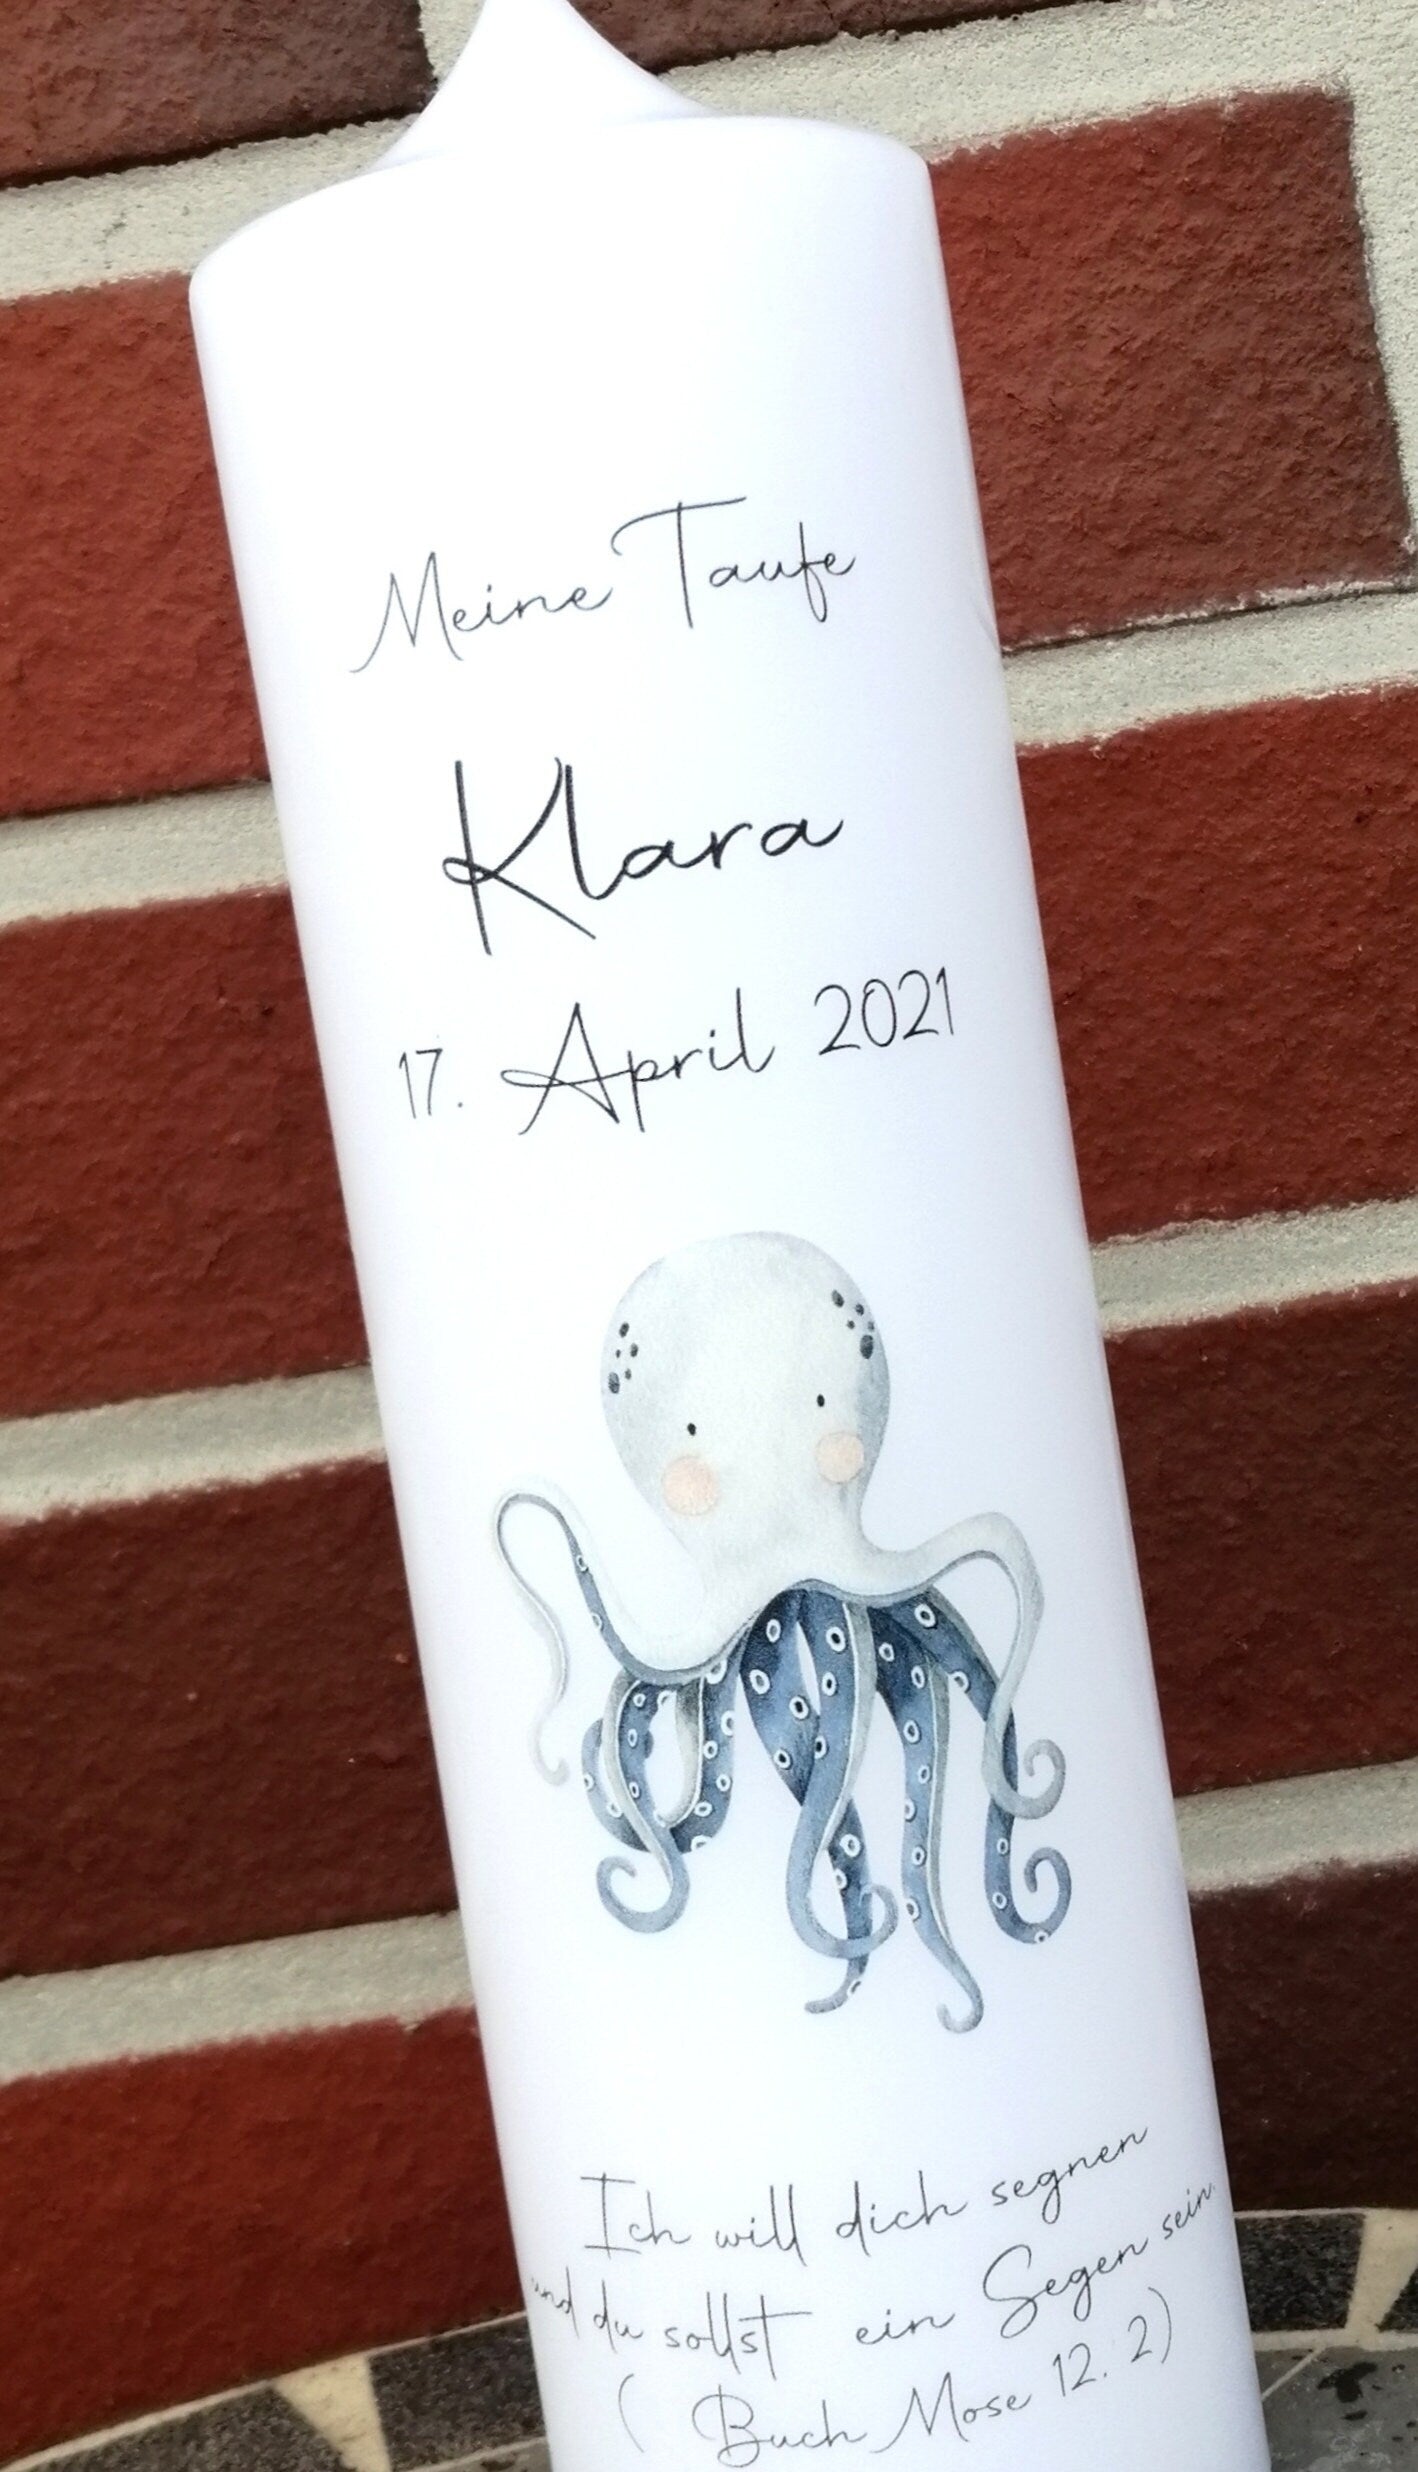 Meine Taufe
Klara
17. April 2021
Ich will dich segnen
und du sollst ein Segen sein.
( Buch Mose 12. 2)